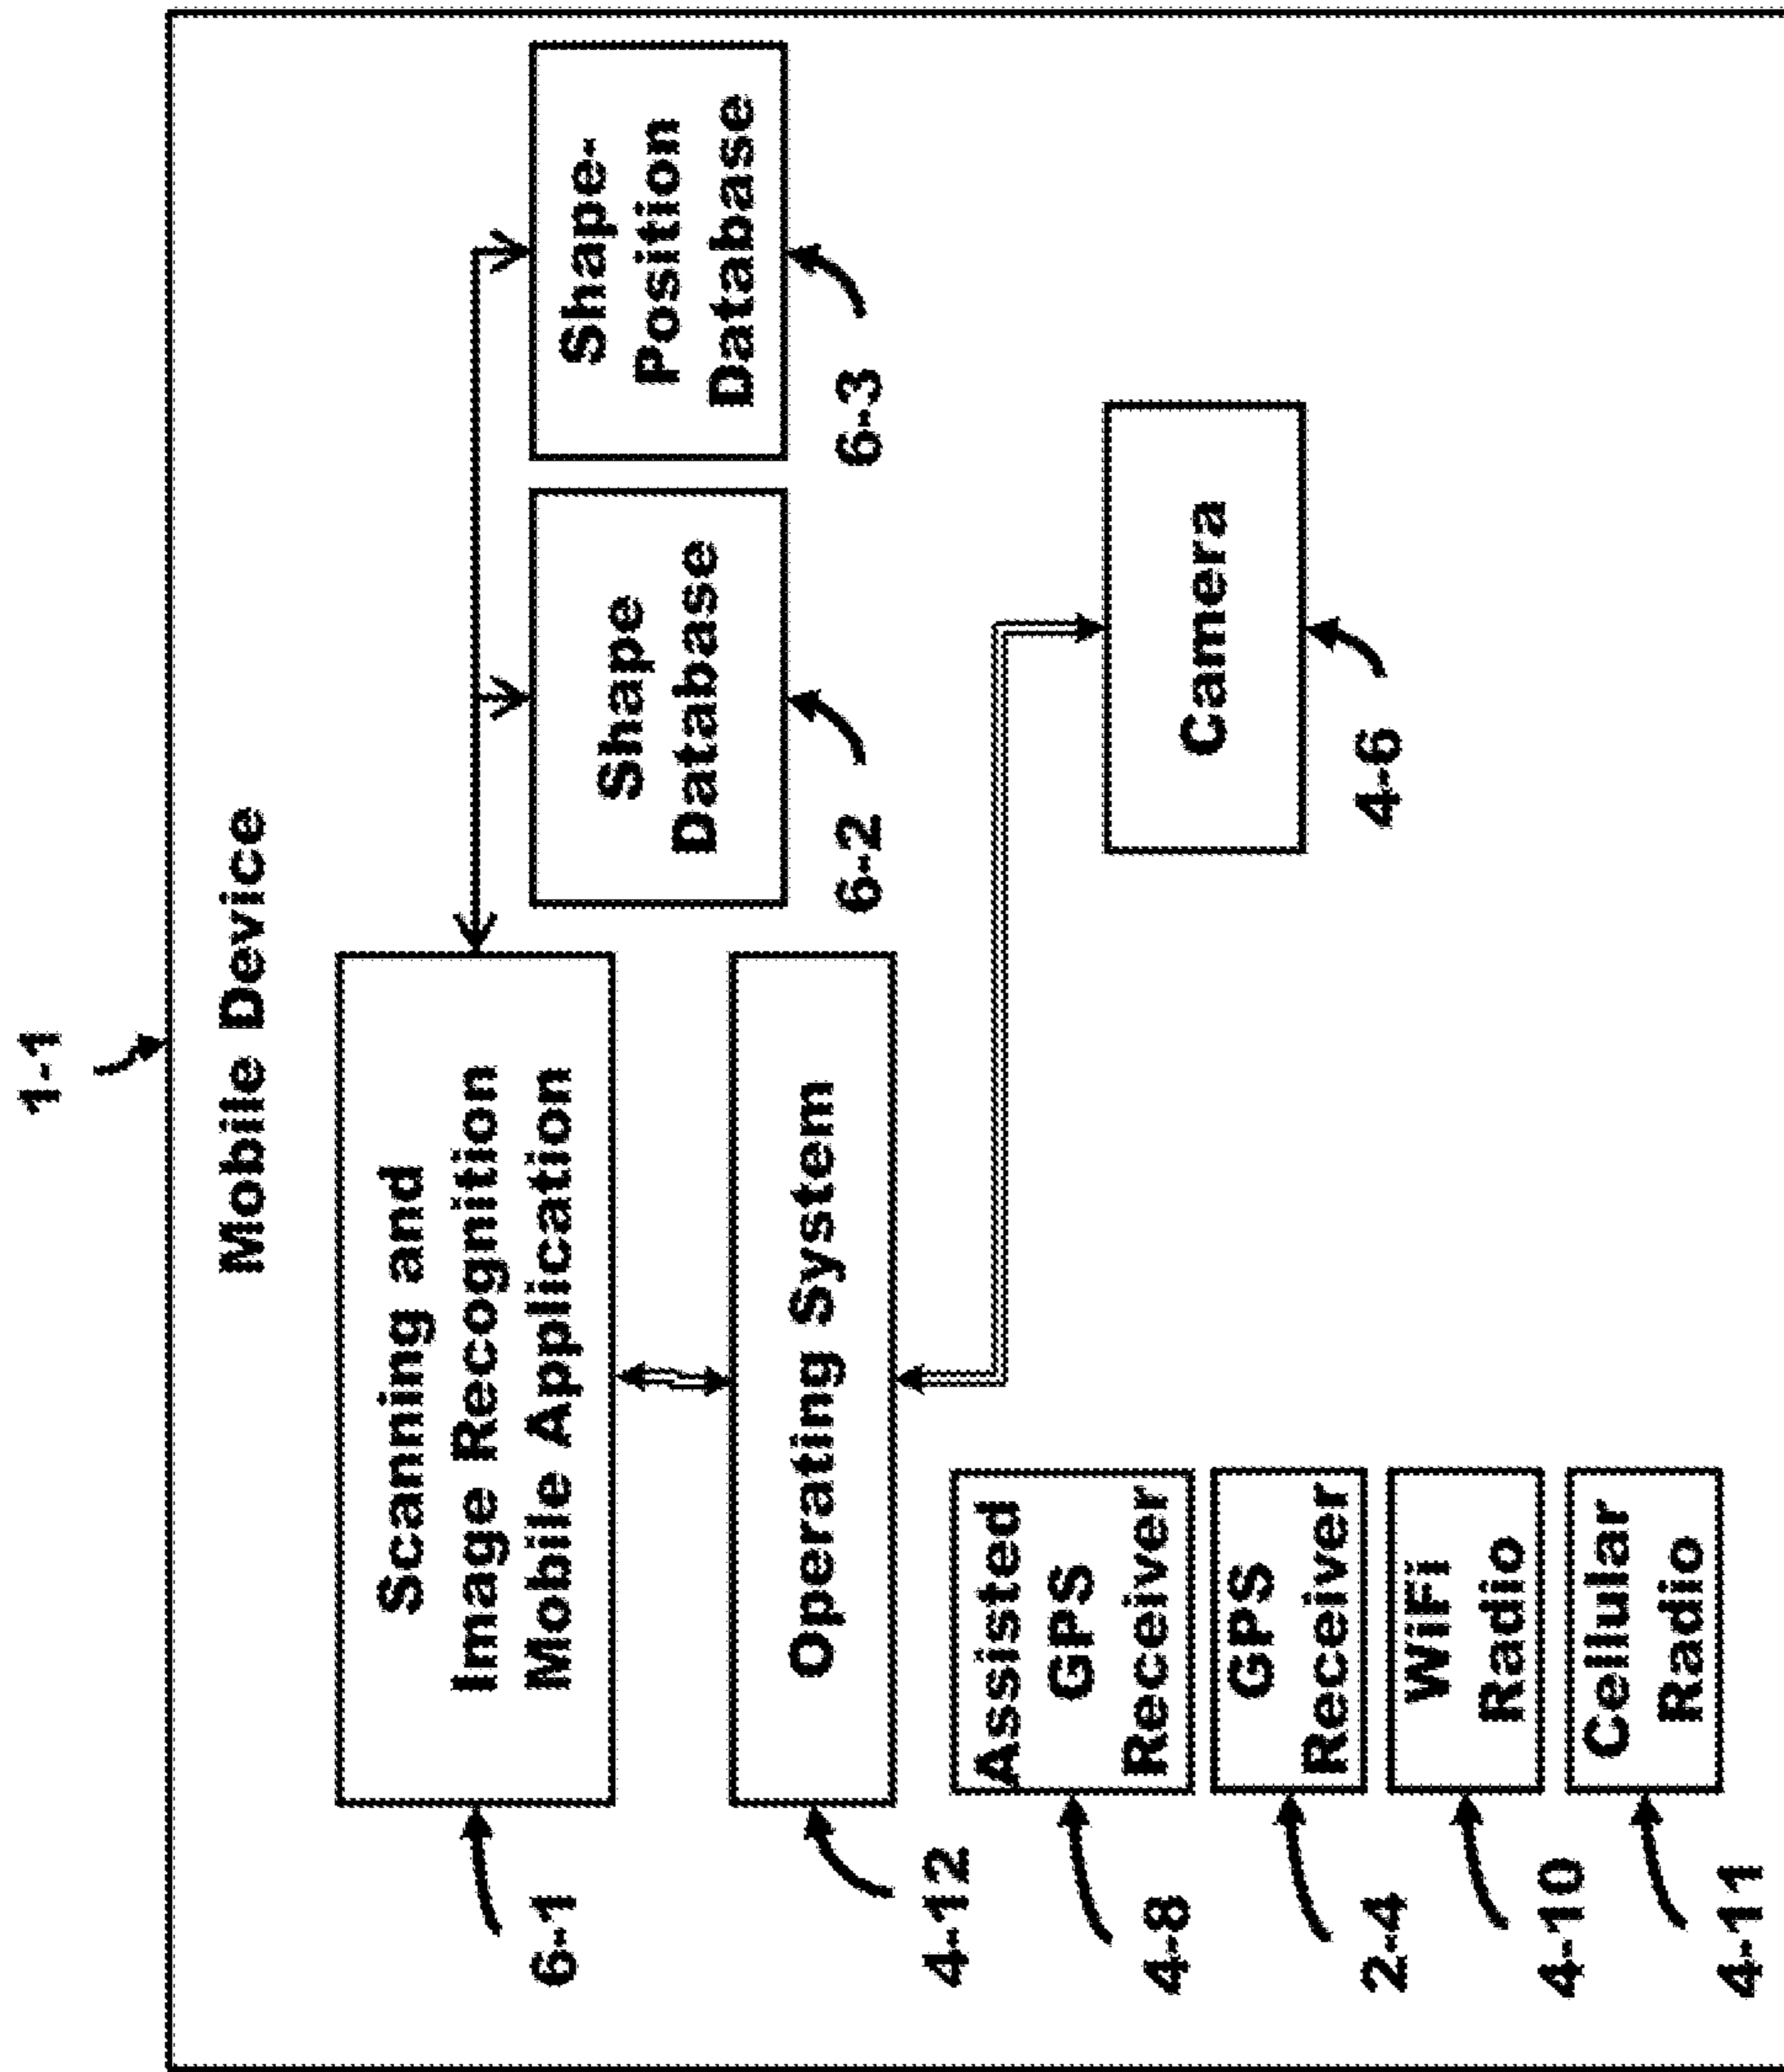 1-1
Mobile Device
Scanning and
Image Recognition
Mobile Application
6-1
Shape
Database
6-2
Shape-
Position
Database
6-3
Operating System
4-12
Assisted
GPS
Receiver
4-8
GPS
Receiver
2-4
WiFi
Radio
4-10
Cellular
Radio
4-11
Camera
4-6